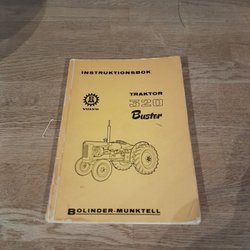 INSTRUKTIONSBOK
TRAKTOR
320
Buster
VOLVO
BOLINDER-MUNKTELL